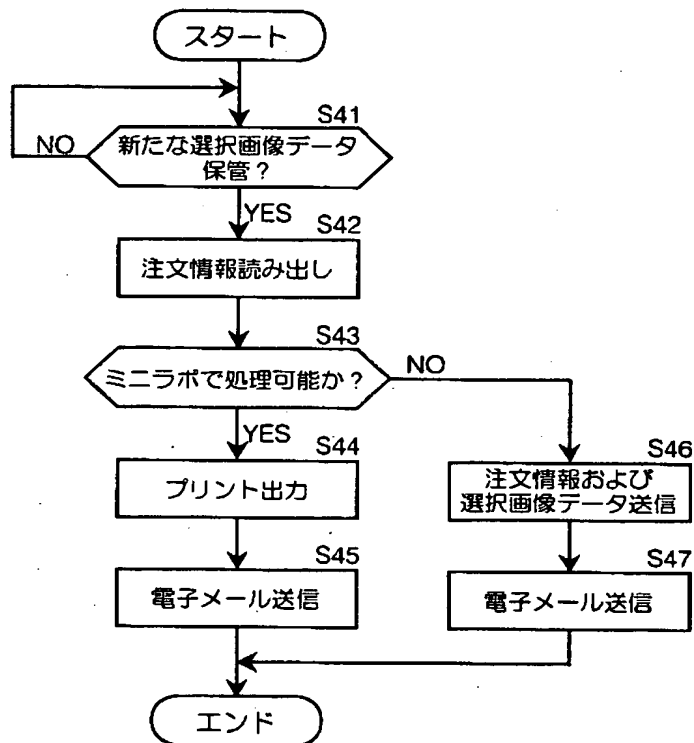 スタート
S41
NO
新たな選択画像データ
保管？
YES
S42
注文情報読み出し
S43
ミニラボで処理可能か？
NO
YES
S44
プリント出力
S46
注文情報および
選択画像データ送信
S45
電子メール送信
S47
電子メール送信
エンド